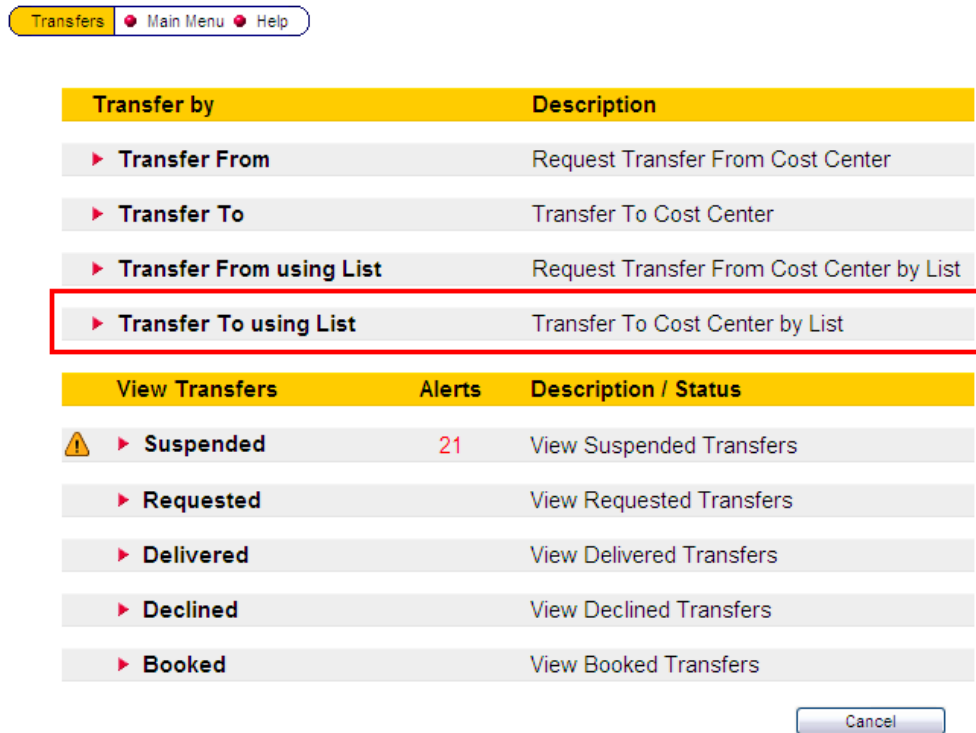 Transfers Main Menu Help
Transfer by Description
Transfer From Request Transfer From Cost Center
Transfer To Transfer To Cost Center
Transfer From using List Request Transfer From Cost Center by List
Transfer To using List Transfer To Cost Center by List
View Transfers Alerts Description / Status
Suspended 21 View Suspended Transfers
Requested View Requested Transfers
Delivered View Delivered Transfers
Declined View Declined Transfers
Booked View Booked Transfers
Cancel